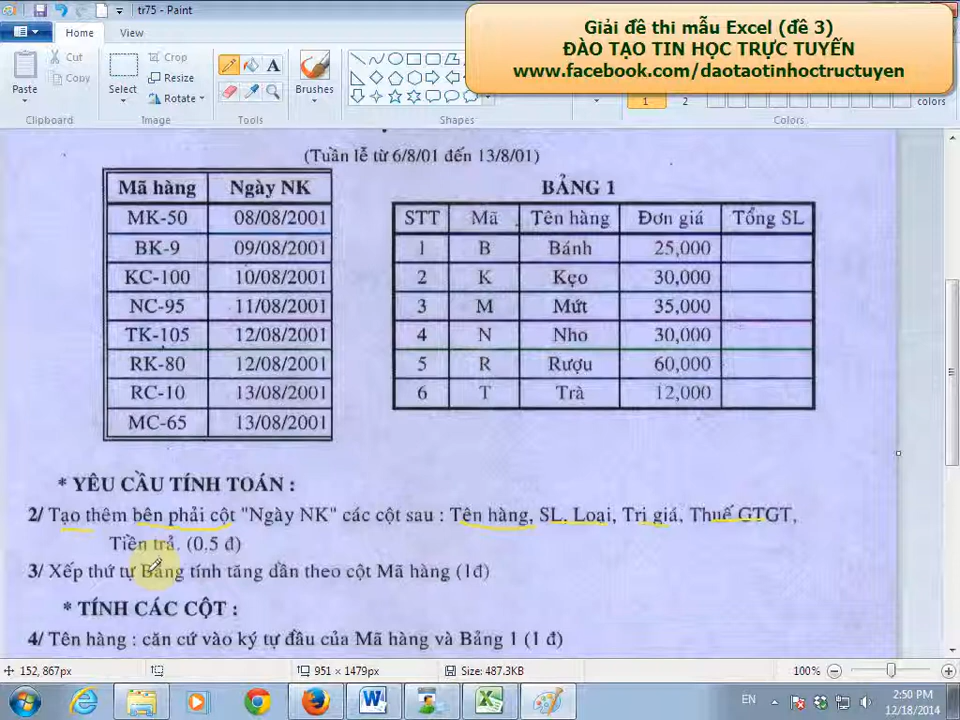 tr75 - Paint
Giải đề thi mẫu Excel (đề 3)
ĐÀO TẠO TIN HỌC TRỰC TUYẾN
www.facebook.com/daotaotinhoctructuyen
Home View
Cut
Copy
Paste
Clipboard
Select
Crop
Resize
Rotate
Image
A
Tools
Brushes
Shapes
1 2
colors
Colors
(Tuần lễ từ 6/8/01 đến 13/8/01)
Mã hàng Ngày NK
MK-50 08/08/2001
BK-9 09/08/2001
KC-100 10/08/2001
NC-95 11/08/2001
TK-105 12/08/2001
RK-80 12/08/2001
RC-10 13/08/2001
MC-65 13/08/2001
BẢNG 1
STT Mã Tên hàng Đơn giá Tổng SL
1 B Bánh 25,000
2 K Kẹo 30,000
3 M Mứt 35,000
4 N Nho 30,000
5 R Rượu 60,000
6 T Trà 12,000
* YÊU CẦU TÍNH TOÁN :
2/ Tạo thêm bên phải cột "Ngày NK" các cột sau : Tên hàng, SL, Loại, Trị giá, Thuế GTGT,
Tiền trả. (0.5 đ)
3/ Xếp thứ tự Bảng tính tăng dần theo cột Mã hàng (1đ)
* TÍNH CÁC CỘT :
4/ Tên hàng : căn cứ vào ký tự đầu của Mã hàng và Bảng 1 (1 đ)
152, 867px
951 × 1479px
Size: 487.3KB
100%
EN
2:50 PM
12/18/2014